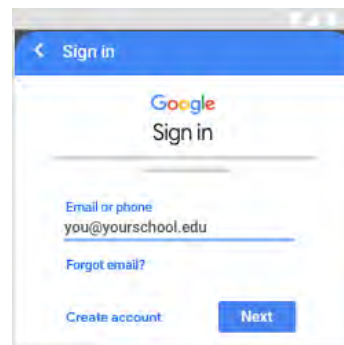 Sign in
Google
Sign in
Email or phone
you@yourschool.edu
Forgot email?
Create account
Next